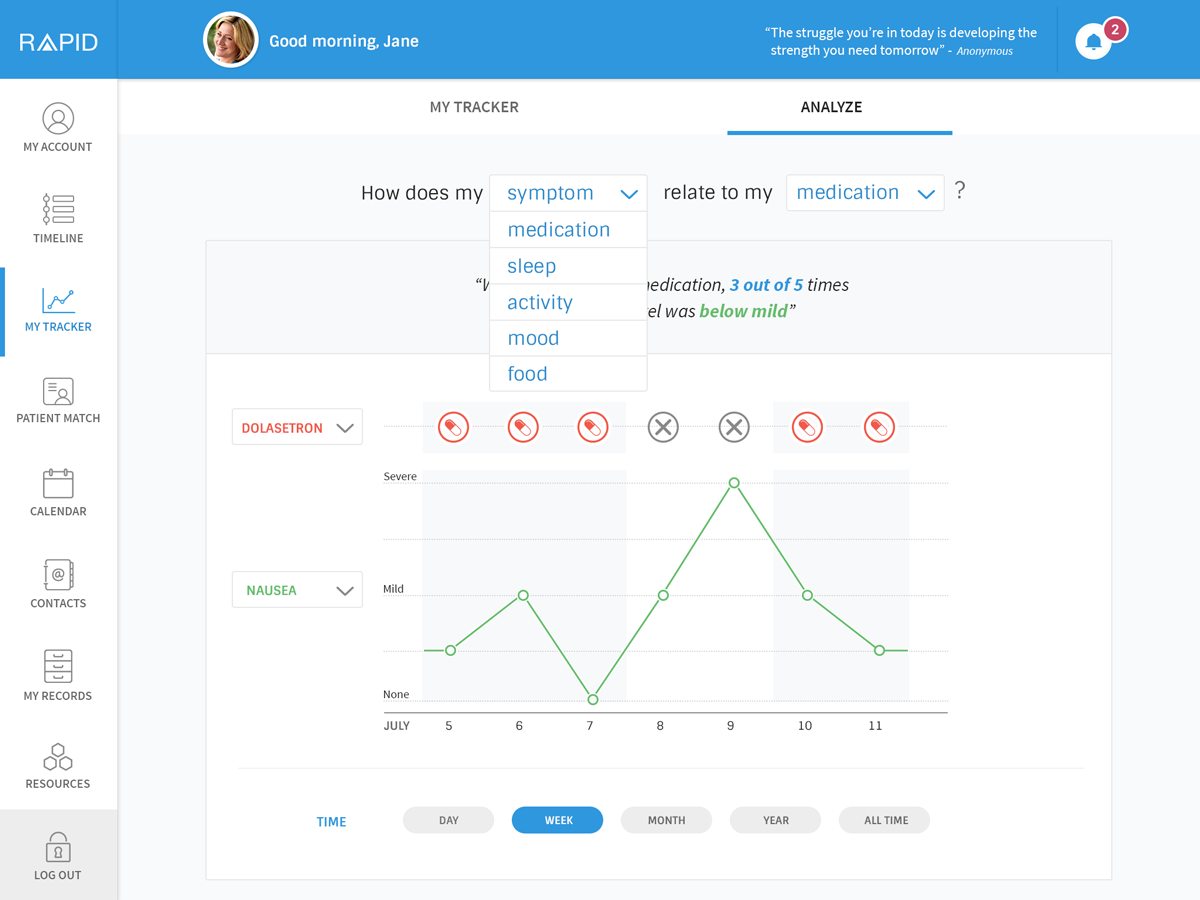 RAPID
Good morning, Jane
“The struggle you’re in today is developing the
strength you need tomorrow” - Anonymous
2
MY TRACKER
ANALYZE
MY ACCOUNT
TIMELINE
MY TRACKER
PATIENT MATCH
CALENDAR
CONTACTS
MY RECORDS
RESOURCES
LOG OUT
How does my symptom relate to my medication ?
medication
sleep
activity
mood
food
edication, 3 out of 5 times
el was below mild”
DOLASETRON
Severe
Mild
NAUSEA
None
JULY 5 6 7 8 9 10 11
TIME DAY WEEK MONTH YEAR ALL TIME